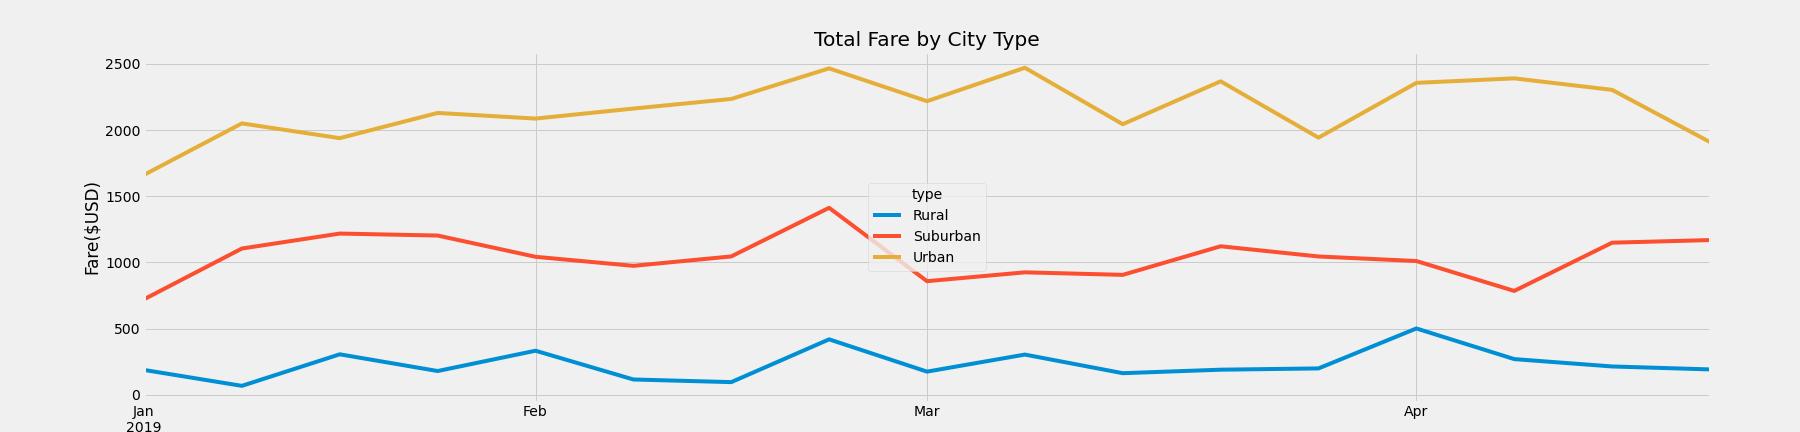 Total Fare by City Type
Fare($USD)
2500
2000
1500
1000
500
0
type
Rural
Suburban
Urban
Jan Feb Mar Apr
2019